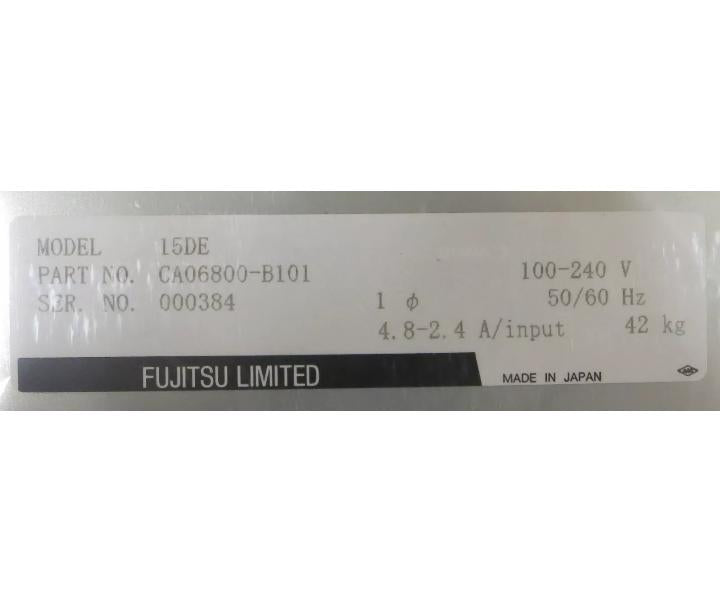 MODEL 15DE
PART NO. CA06800-B101 100-240 V
SER. NO. 000384 1 φ 50/60 Hz
4.8-2.4 A/input 42 kg
FUJITSU LIMITED MADE IN JAPAN